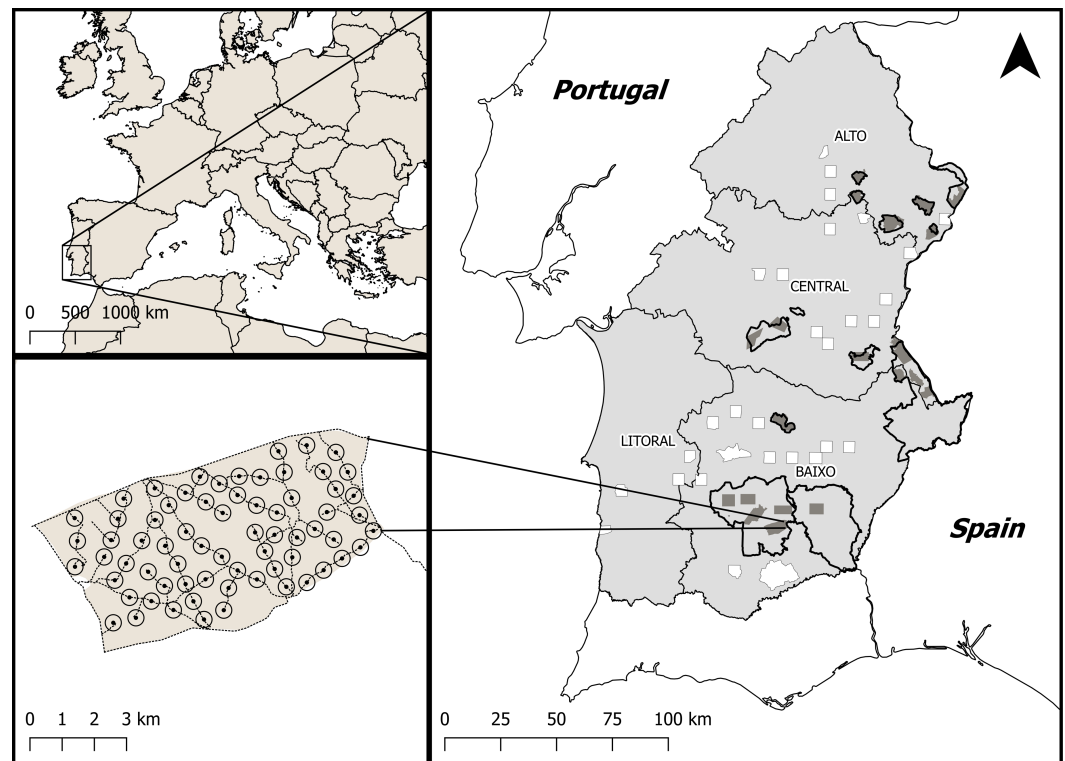 0 500 1000 km
0 1 2 3 km
Portugal
ALTO
CENTRAL
LITORAL
BAIXO
Spain
0 25 50 75 100 km